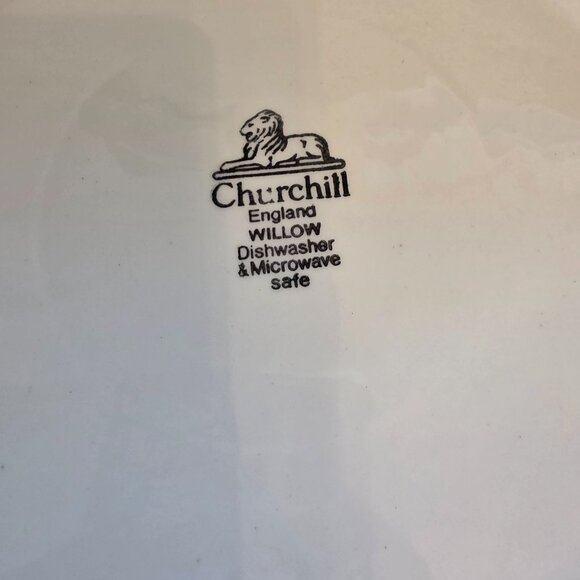 Churchill
England
WILLOW
Dishwasher
& Microwave
safe